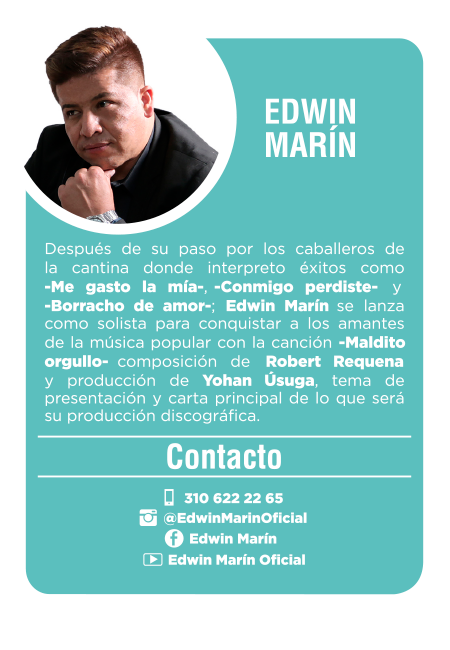 EDWIN
MARÍN
Después de su paso por los caballeros de
la cantina donde interpreto éxitos como
-Me gasto la mía-, -Conmigo perdiste- y
-Borracho de amor-; Edwin Marín se lanza
como solista para conquistar a los amantes
de la música popular con la canción -Maldito
orgullo- composición de Robert Requena
y producción de Yohan Úsuga, tema de
presentación y carta principal de lo que será
su producción discográfica.
Contacto
310 622 22 65
@EdwinMarinOficial
Edwin Marín
Edwin Marín Oficial